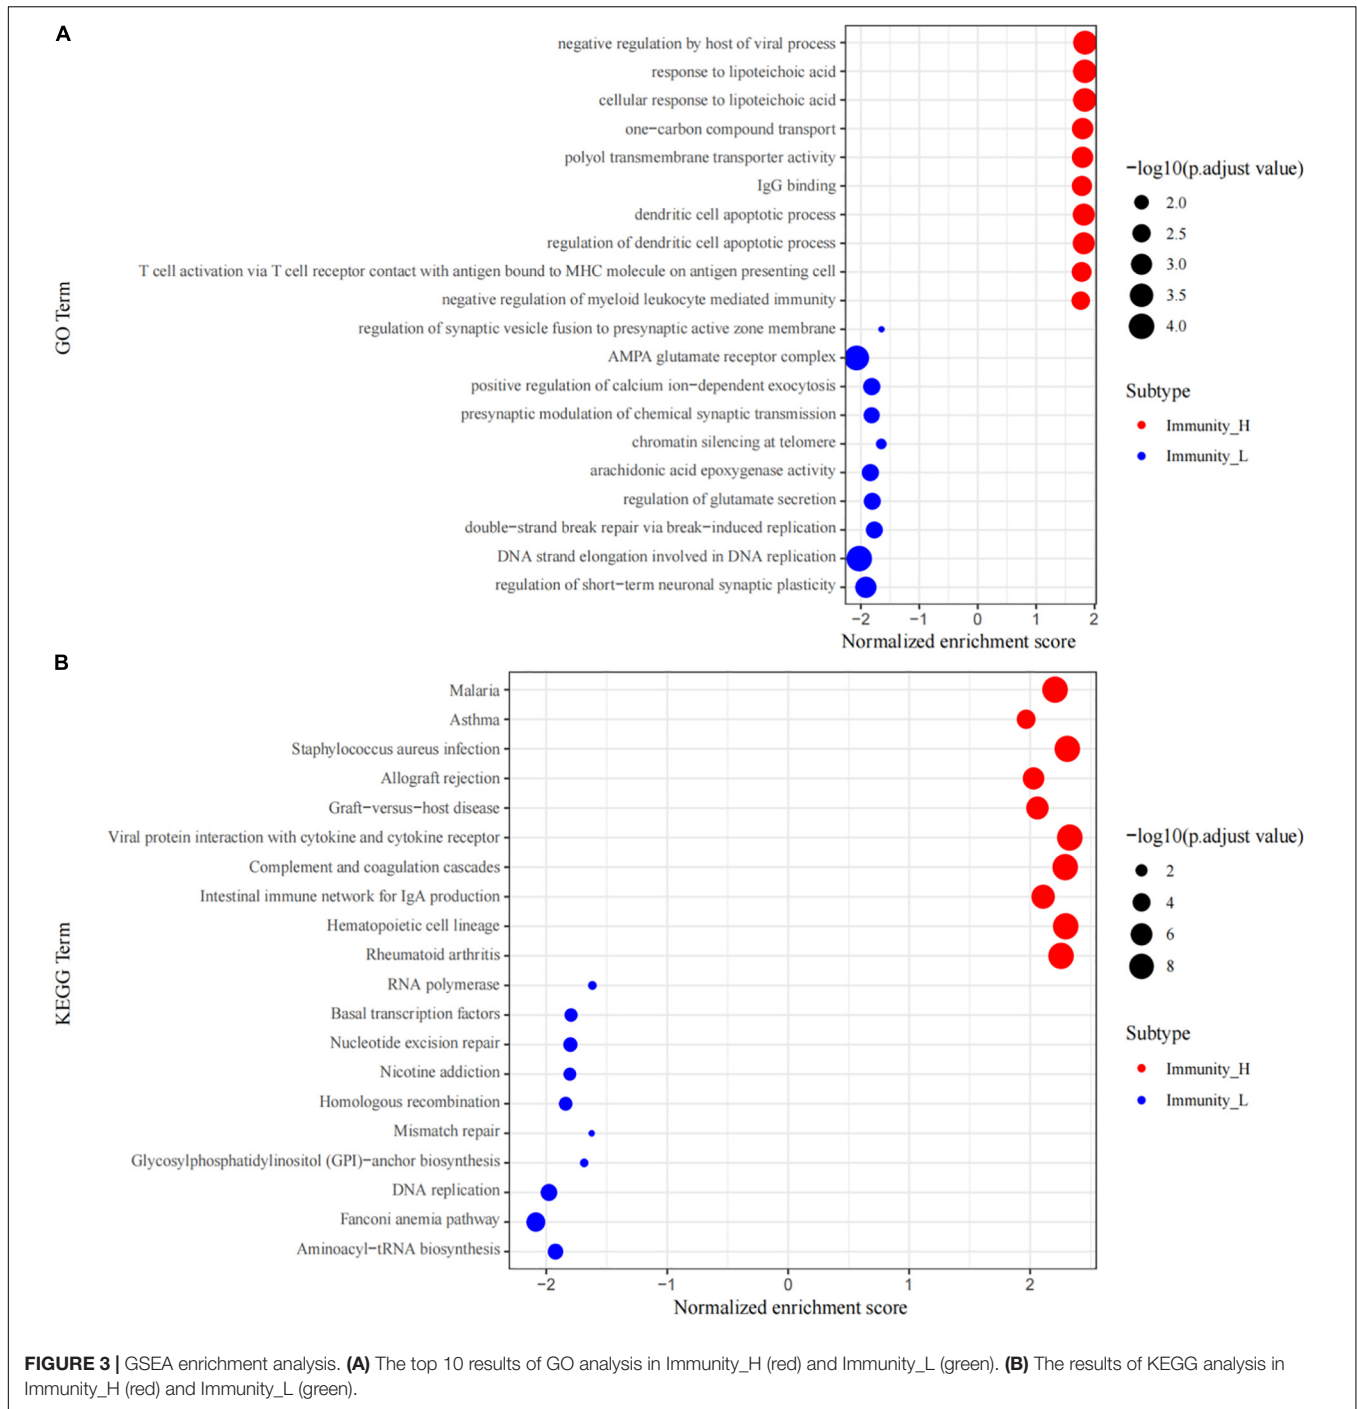 A
negative regulation by host of viral process
response to lipoteichoic acid
cellular response to lipoteichoic acid
one−carbon compound transport
polyol transmembrane transporter activity
IgG binding
dendritic cell apoptotic process
regulation of dendritic cell apoptotic process
T cell activation via T cell receptor contact with antigen bound to MHC molecule on antigen presenting cell
negative regulation of myeloid leukocyte mediated immunity
regulation of synaptic vesicle fusion to presynaptic active zone membrane
AMPA glutamate receptor complex
positive regulation of calcium ion−dependent exocytosis
presynaptic modulation of chemical synaptic transmission
chromatin silencing at telomere
arachidonic acid epoxygenase activity
regulation of glutamate secretion
double−strand break repair via break−induced replication
DNA strand elongation involved in DNA replication
regulation of short−term neuronal synaptic plasticity
GO Term
−2 −1 0 1 2
Normalized enrichment score
−log10(p.adjust value)
2.0
2.5
3.0
3.5
4.0
Subtype
Immunity_H
Immunity_L
B
Malaria
Asthma
Staphylococcus aureus infection
Allograft rejection
Graft−versus−host disease
Viral protein interaction with cytokine and cytokine receptor
Complement and coagulation cascades
Intestinal immune network for IgA production
Hematopoietic cell lineage
Rheumatoid arthritis
RNA polymerase
Basal transcription factors
Nucleotide excision repair
Nicotine addiction
Homologous recombination
Mismatch repair
Glycosylphosphatidylinositol (GPI)−anchor biosynthesis
DNA replication
Fanconi anemia pathway
Aminoacyl−tRNA biosynthesis
KEGG Term
−2 −1 0 1 2
Normalized enrichment score
−log10(p.adjust value)
2
4
6
8
Subtype
Immunity_H
Immunity_L
FIGURE 3 | GSEA enrichment analysis. (A) The top 10 results of GO analysis in Immunity_H (red) and Immunity_L (green). (B) The results of KEGG analysis in
Immunity_H (red) and Immunity_L (green).